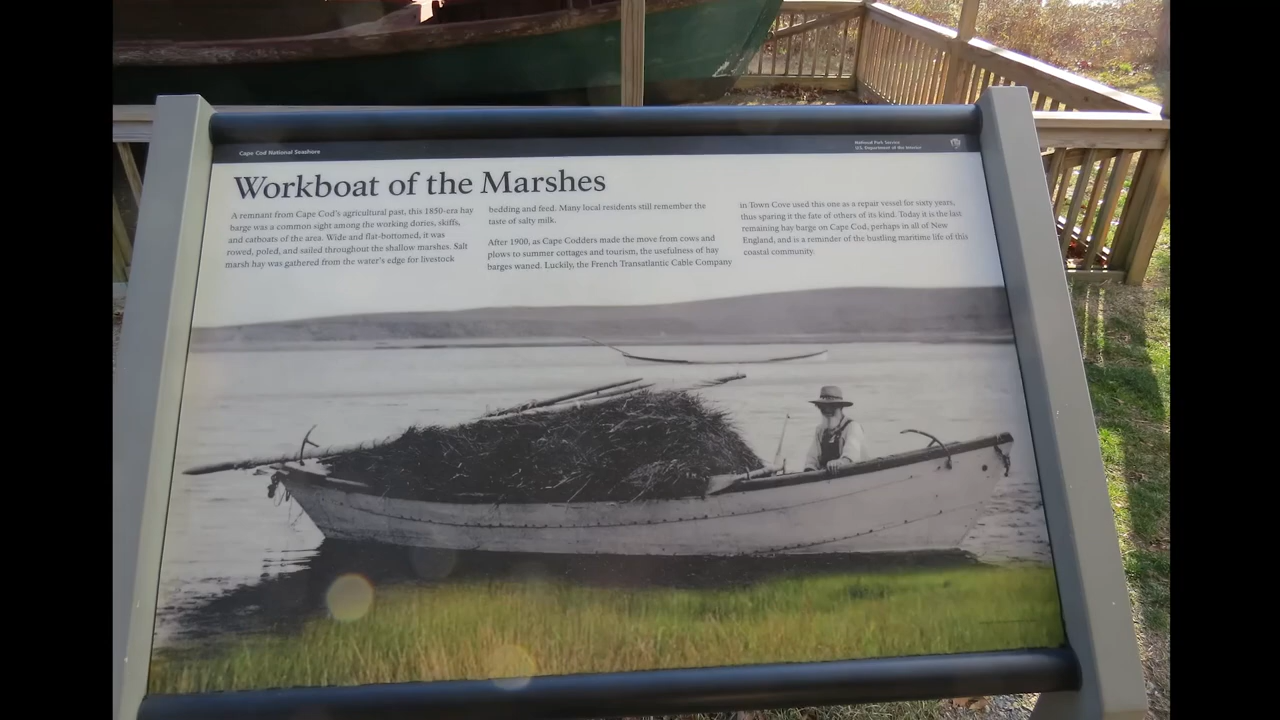 Cape Cod National Seashore
National Park Service
U.S. Department of the Interior
Workboat of the Marshes
A remnant from Cape Cod's agricultural past, this 1850-era hay
barge was a common sight among the working dories, skiffs,
and catboats of the area. Wide and flat-bottomed, it was
rowed, poled, and sailed throughout the shallow marshes. Salt
marsh hay was gathered from the water's edge for livestock
bedding and feed. Many local residents still remember the
taste of salty milk.
After 1900, as Cape Codders made the move from cows and
plows to summer cottages and tourism, the usefulness of hay
barges waned. Luckily, the French Transatlantic Cable Company
in Town Cove used this one as a repair vessel for sixty years,
thus sparing it the fate of others of its kind. Today it is the last
remaining hay barge on Cape Cod, perhaps in all of New
England, and is a reminder of the bustling maritime life of this
coastal community.